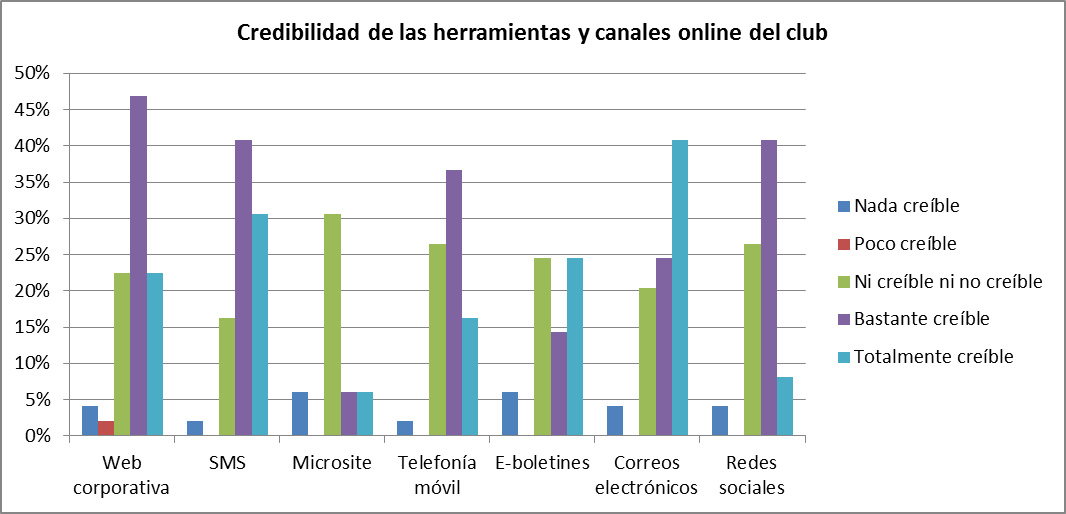 Credibilidad de las herramientas y canales online del club
50%
45%
40%
35%
30%
25%
20%
15%
10%
5%
0%
Web
corporativa
SMS
Microsite
Telefonía
móvil
E-boletines
Correos
electrónicos
Redes
sociales
Nada creíble
Poco creíble
Ni creíble ni no creíble
Bastante creíble
Totalmente creíble